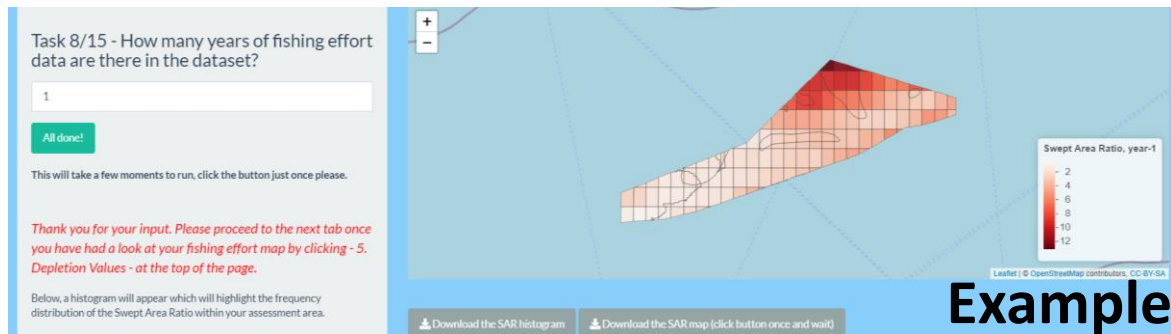 Task 8/15 - How many years of fishing effort
data are there in the dataset?
1
All done!
This will take a few moments to run, click the button just once please.
Thank you for your input. Please proceed to the next tab once
you have had a look at your fishing effort map by clicking - 5.
Depletion Values - at the top of the page.
Below, a histogram will appear which will highlight the frequency
distribution of the Swept Area Ratio within your assessment area.
+
−
Swept Area Ratio, year-1
2
4
6
8
10
12
Leaflet | © OpenStreetMap contributors, CC-BY-SA
Download the SAR histogram
Download the SAR map (click button once and wait)
Example